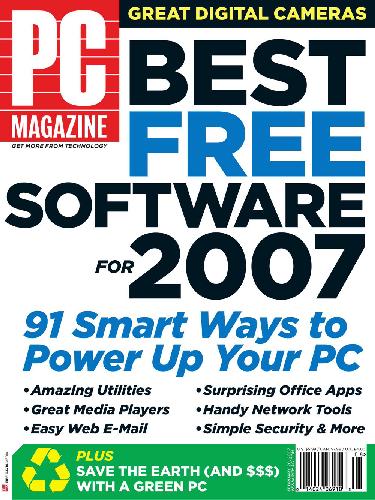 GREAT DIGITAL CAMERAS
PC
MAGAZINE
GET MORE FROM TECHNOLOGY
BEST
FREE
SOFTWARE
FOR 2007
91 Smart Ways to
Power Up Your PC
•Amazing Utilities
•Great Media Players
•Easy Web E-Mail
•Surprising Office Apps
•Handy Network Tools
•Simple Security & More
PLUS
SAVE THE EARTH (AND $$$)
WITH A GREEN PC